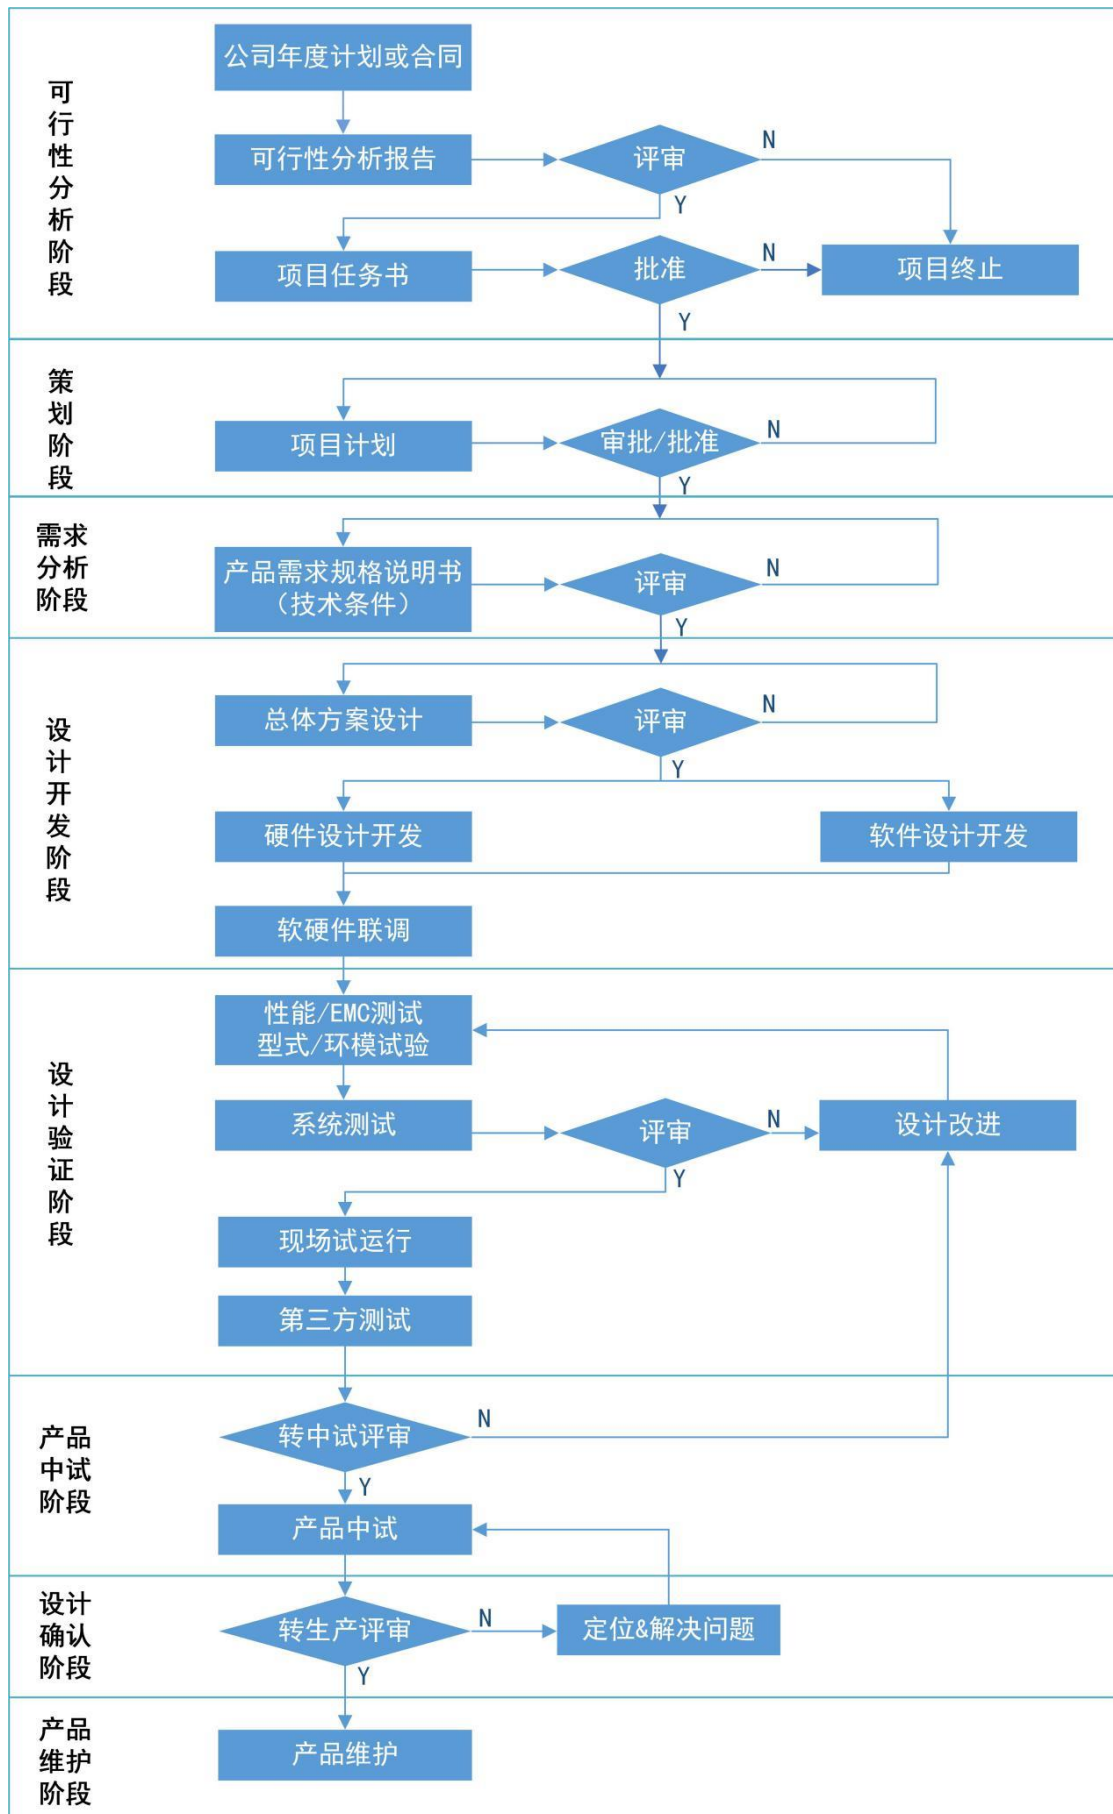 可行性分析阶段
公司年度计划或合同
可行性分析报告
评审
N
Y
项目任务书
批准
N
项目终止
Y
策划阶段
项目计划
审批/批准
N
Y
需求
分析
阶段
产品需求规格说明书
（技术条件）
评审
N
Y
设计开发阶段
总体方案设计
评审
N
Y
硬件设计开发
软件设计开发
软硬件联调
设计验证阶段
性能/EMC测试
型式/环模试验
系统测试
评审
N
设计改进
Y
现场试运行
第三方测试
产品
中试
阶段
转中试评审
N
Y
产品中试
设计
确认
阶段
转生产评审
N
定位&解决问题
Y
产品
维护
阶段
产品维护